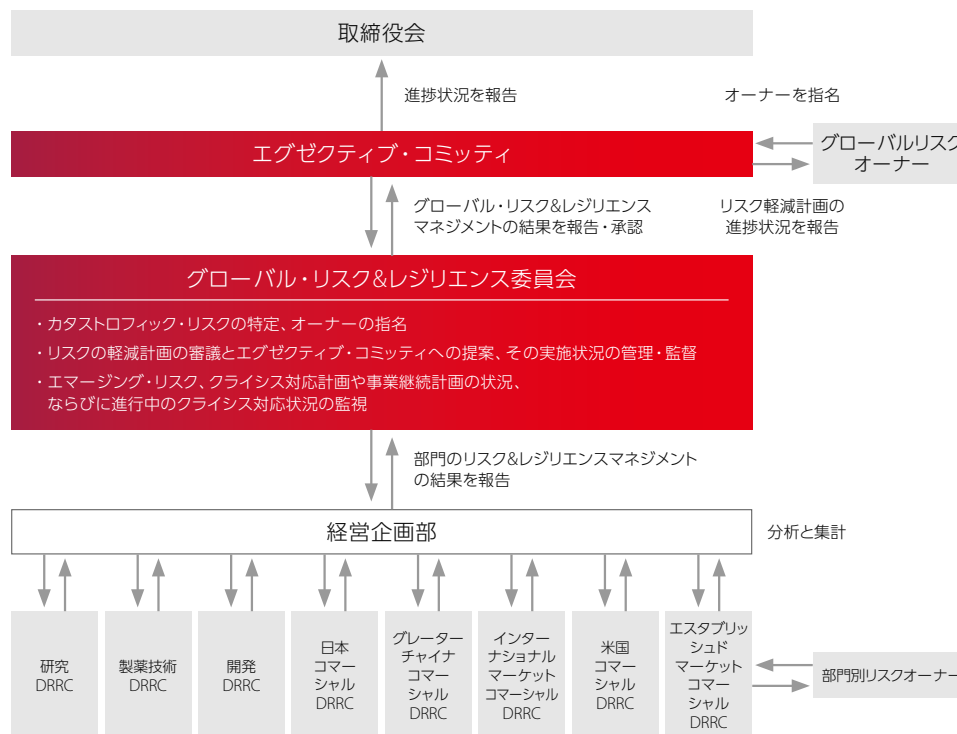 取締役会
進捗状況を報告
オーナーを指名
エグゼクティブ・コミッティ
グローバルリスク
オーナー
グローバル・リスク&レジリエンス
マネジメントの結果を報告・承認
リスク軽減計画の
進捗状況を報告
グローバル・リスク&レジリエンス委員会
・カタストロフィック・リスクの特定、オーナーの指名
・リスクの軽減計画の審議とエグゼクティブ・コミッティへの提案、その実施状況の管理・監督
・エマージング・リスク、クライシス対応計画や事業継続計画の状況、
ならびに進行中のクライシス対応状況の監視
部門のリスク&レジリエンスマネジメント
の結果を報告
経営企画部
分析と集計
研究
DRRC
製薬技術
DRRC
開発
DRRC
日本
コマー
シャル
DRRC
グレーター
チャイナ
コマー
シャル
DRRC
インター
ナショナル
マーケット
コマーシャル
DRRC
米国
コマー
シャル
DRRC
エスタブリッ
シュド
マーケット
コマー
シャル
DRRC
部門別リスクオーナー